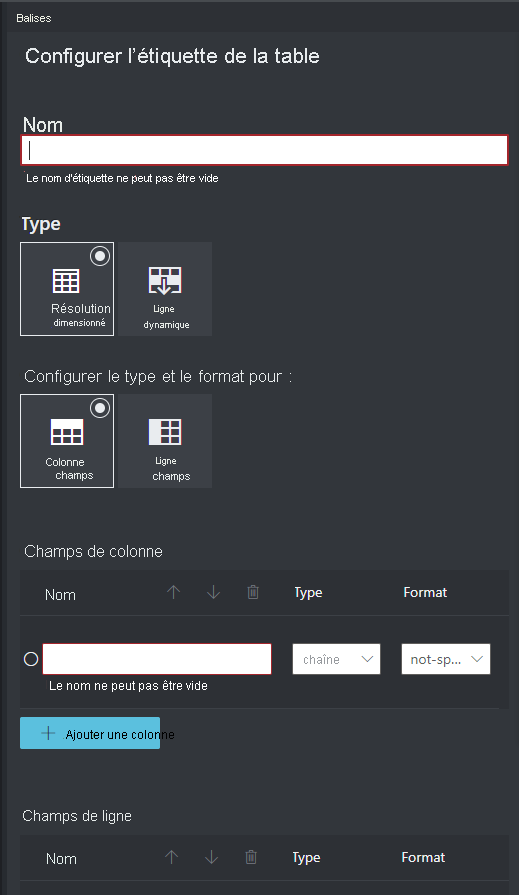 Balises
Configurer l’étiquette de la table
Nom
Le nom d'étiquette ne peut pas être vide
Type
Résolution
dimensionné
Ligne
dynamique
Configurer le type et le format pour :
Colonne
champs
Ligne
champs
Champs de colonne
Nom Type Format
chaîne not-sp...
Le nom ne peut pas être vide
Ajouter une colonne
Champs de ligne
Nom Type Format